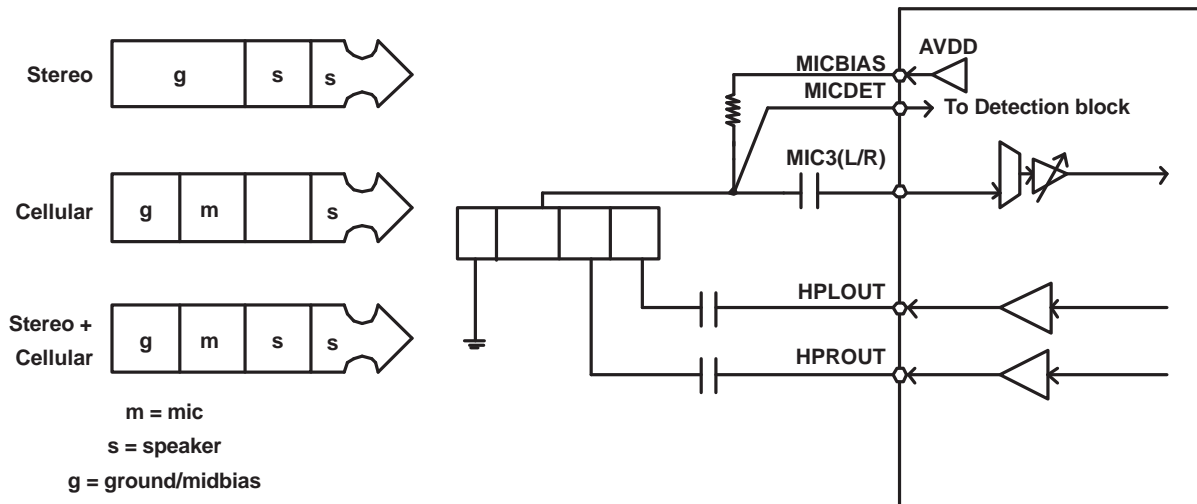 Stereo
g
s
s
Cellular
g
m
s
Stereo +
Cellular
g
m
s
s
m = mic
s = speaker
g = ground/midbias
MICBIAS
AVDD
MICDET
To Detection block
MIC3(L/R)
HPLOUT
HPROUT